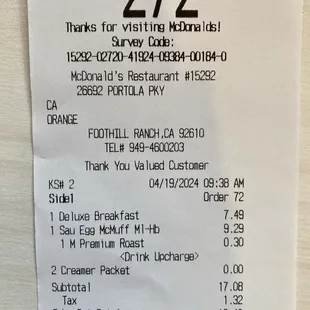 272
Thanks for visiting McDonalds!
Survey Code:
15292-02720-41924-09384-00184-0
McDonald's Restaurant #15292
26692 PORTOLA PKY
CA
ORANGE
FOOTHILL RANCH,CA 92610
TEL# 949-4600203
Thank You Valued Customer
KS# 2 04/19/2024 09:38 AM
Side1 Order 72
1 Deluxe Breakfast 7.49
1 Sau Egg McMuff Ml-Hb 9.29
1 M Premium Roast 0.30
<Drink Upcharge>
2 Creamer Packet 0.00
Subtotal 17.08
Tax 1.32